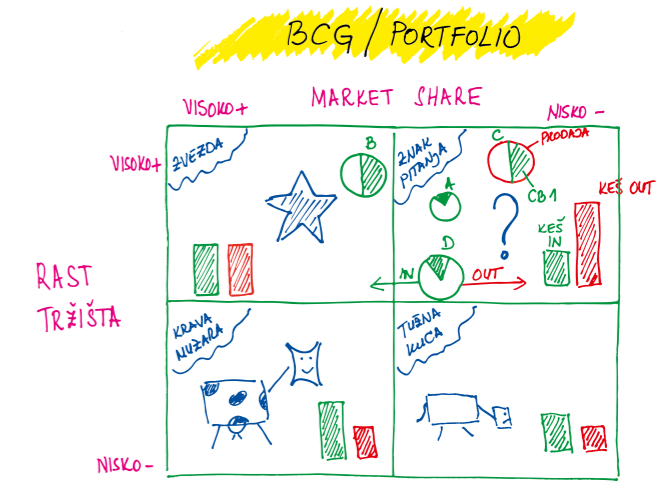 BCG/PORTFOLIO
VISOKO+
MARKET SHARE
NISKO -
VISOKO+
ZVEZDA
B
ZNAK
PITANJA
C
PRODAJA
CB1
A
KEŠ OUT
KEŠ
IN
D
IN
OUT
RAST
TRŽIŠTA
KRAVA
MUZARA
TUŽNA
KUCA
NISKO -